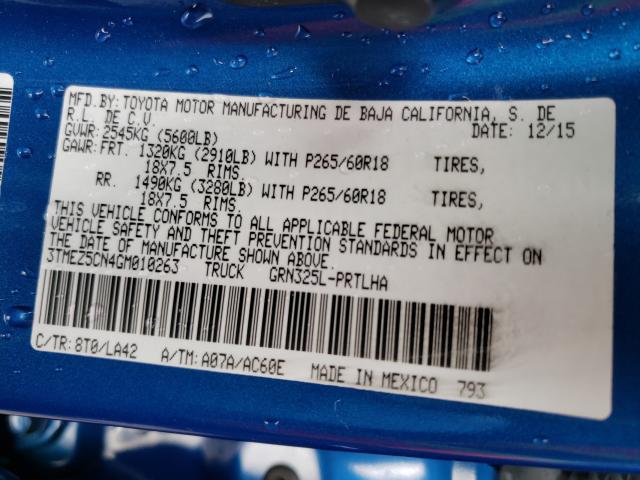 MFD.BY: TOYOTA MOTOR MANUFACTURING DE BAJA CALIFORNIA, S. DE
R.L. DE C.V. DATE: 12/15
GVWR: 2545KG (5600LB)
GAWR: FRT. 1320KG (2910LB) WITH P265/60R18 TIRES,
18X7.5 RIMS,
RR. 1490KG (3280LB) WITH P265/60R18 TIRES,
18X7.5 RIMS
THIS VEHICLE CONFORMS TO ALL APPLICABLE FEDERAL MOTOR
VEHICLE SAFETY AND THEFT PREVENTION STANDARDS IN EFFECT ON
THE DATE OF MANUFACTURE SHOWN ABOVE.
3TMEZ5CN4GM010263 TRUCK GRN325L-PRTLHA
C/TR: 8T0/LA42 A/TM: A07A/AC60E MADE IN MEXICO 793